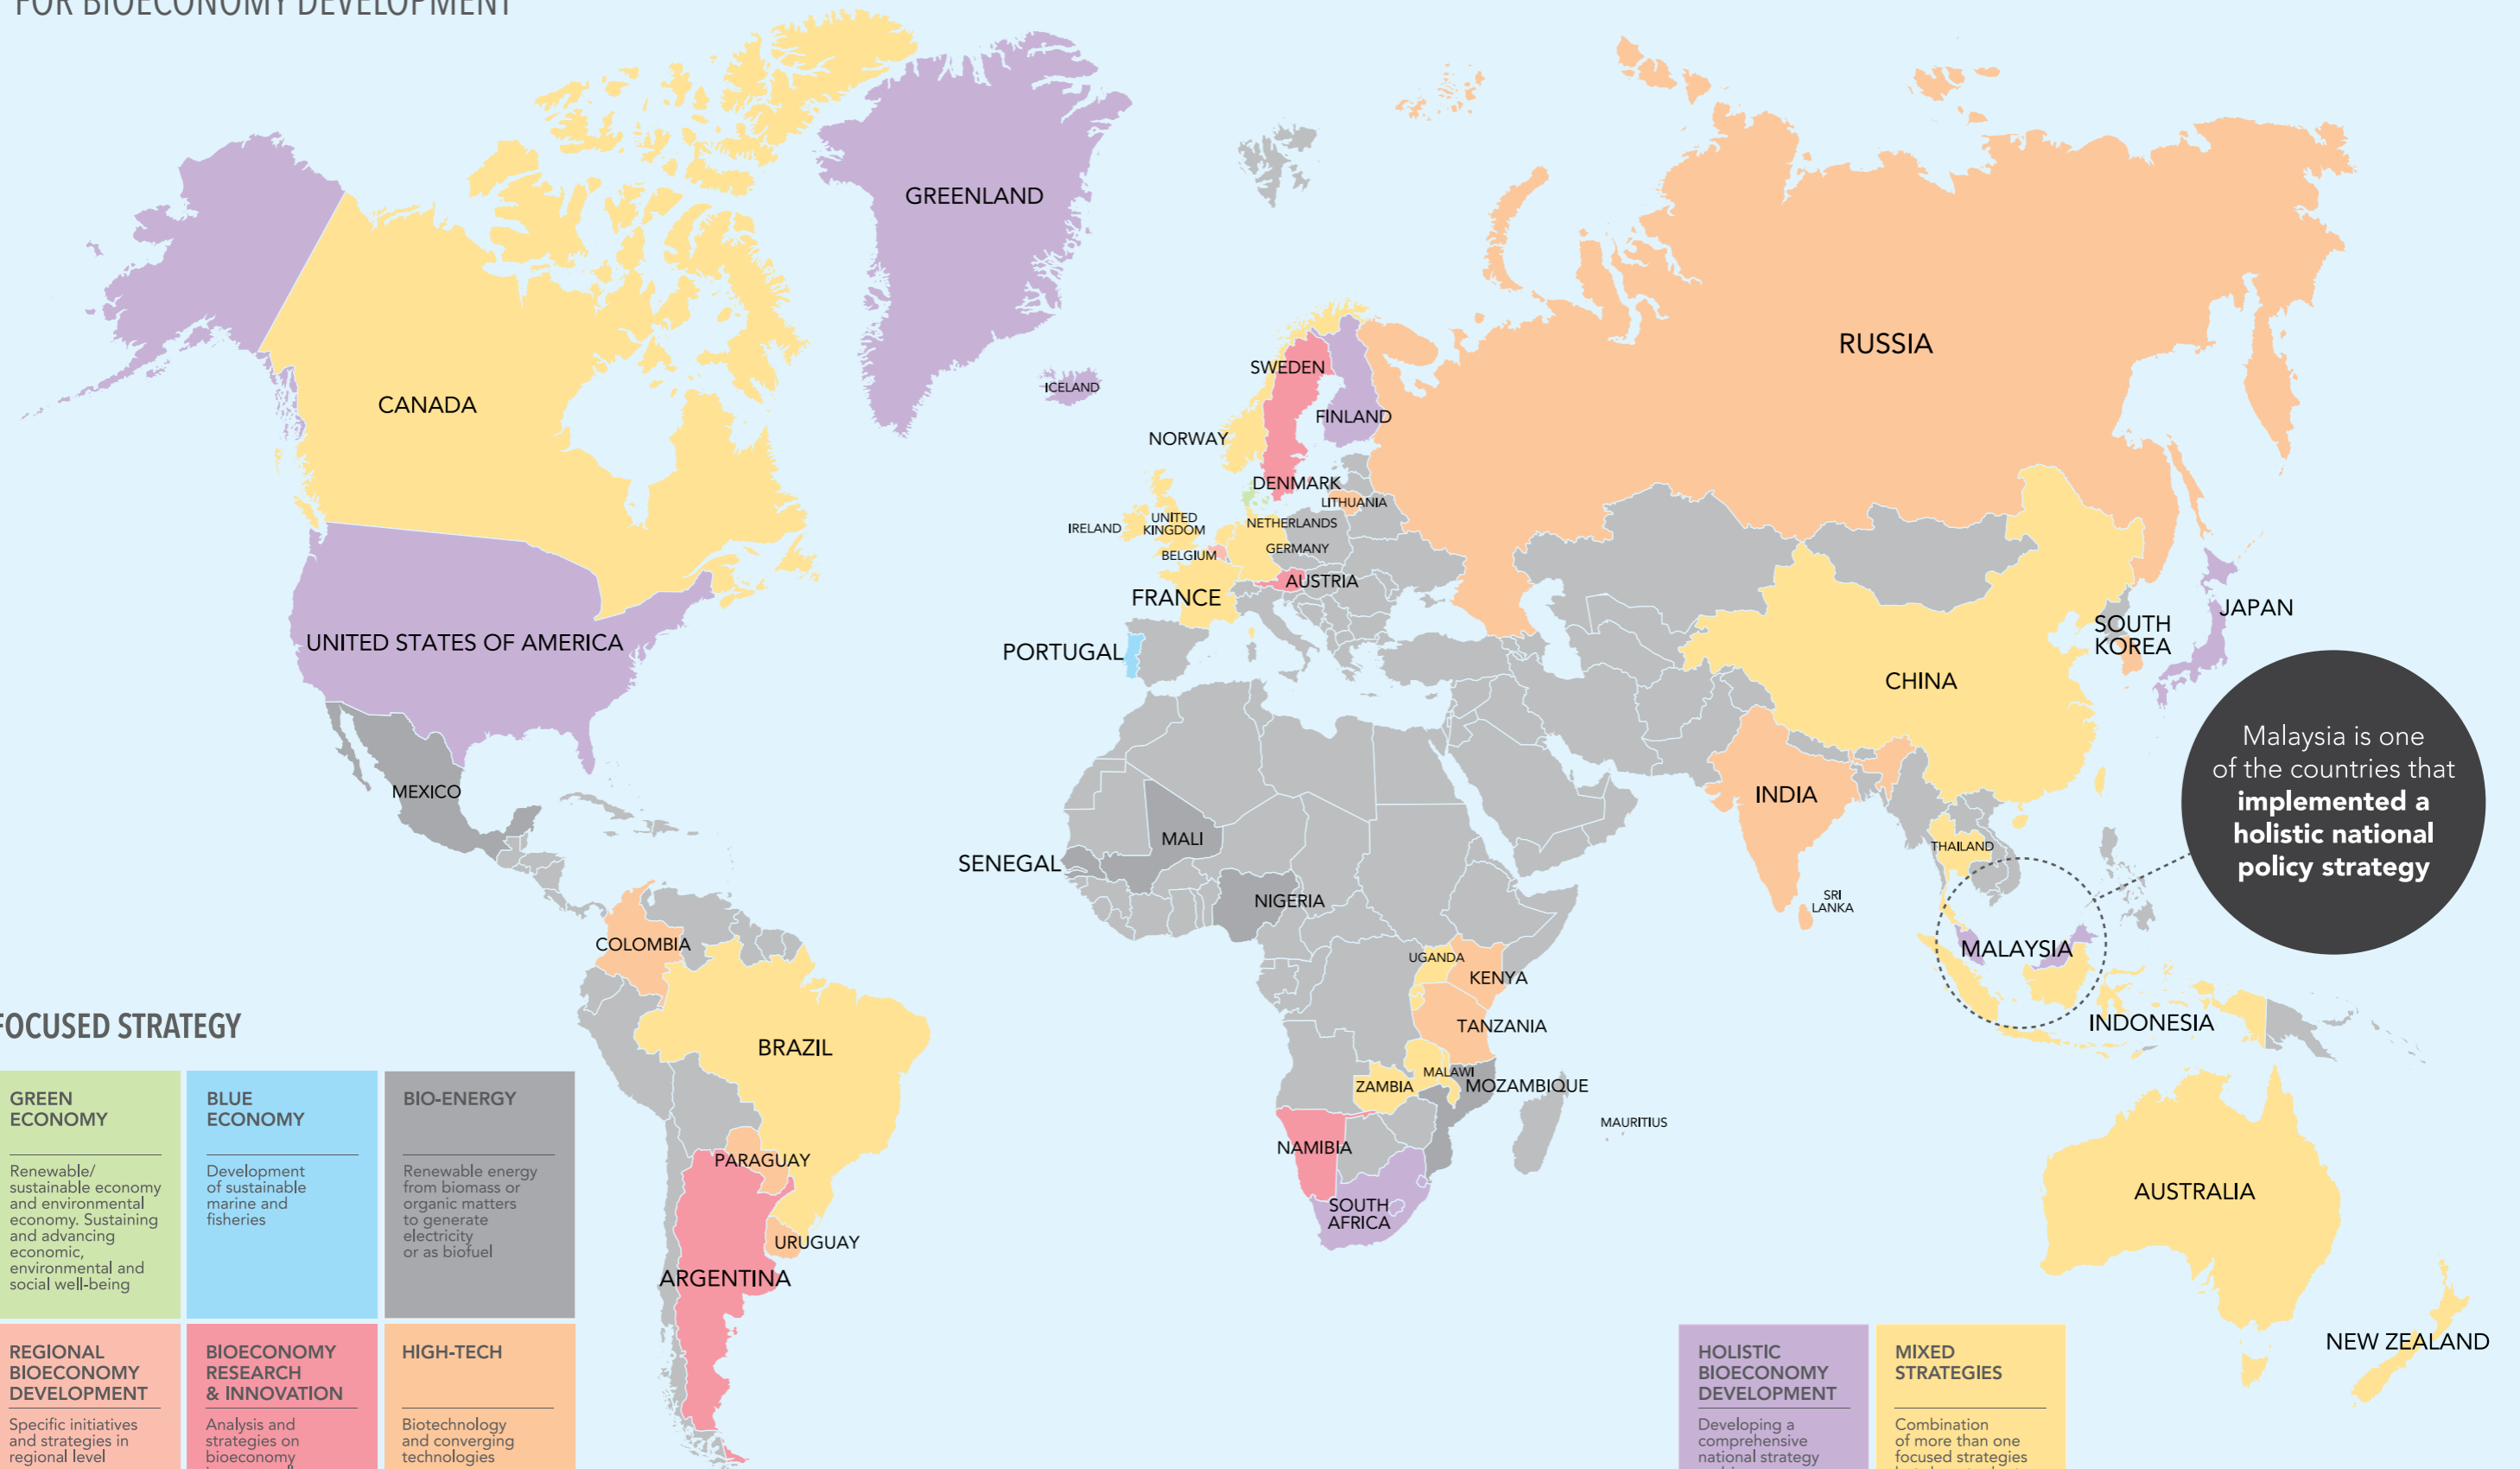 FOR BIOECONOMY DEVELOPMENT
GREENLAND
RUSSIA
SWEDEN
ICELAND
FINLAND
CANADA
NORWAY
DENMARK
LITHUANIA
UNITED
KINGDOM
NETHERLANDS
IRELAND
GERMANY
BELGIUM
AUSTRIA
FRANCE
JAPAN
SOUTH
KOREA
UNITED STATES OF AMERICA
PORTUGAL
CHINA
Malaysia is one
of the countries that
implemented a
holistic national
policy strategy
MEXICO
INDIA
MALI
THAILAND
SENEGAL
NIGERIA
SRI
LANKA
COLOMBIA
MALAYSIA
UGANDA
KENYA
INDONESIA
TANZANIA
BRAZIL
MALAWI
ZAMBIA
MOZAMBIQUE
MAURITIUS
NAMIBIA
PARAGUAY
AUSTRALIA
SOUTH
AFRICA
URUGUAY
ARGENTINA
NEW ZEALAND
FOCUSED STRATEGY
GREEN
ECONOMY
Renewable/
sustainable economy
and environmental
economy. Sustaining
and advancing
economic,
environmental and
social well-being
BLUE
ECONOMY
Development
of sustainable
marine and
fisheries
BIO-ENERGY
Renewable energy
from biomass or
organic matters
to generate
electricity
or as biofuel
REGIONAL
BIOECONOMY
DEVELOPMENT
Specific initiatives
and strategies in
regional level
BIOECONOMY
RESEARCH
& INNOVATION
Analysis and
strategies on
bioeconomy
HIGH-TECH
Biotechnology
and converging
technologies
HOLISTIC
BIOECONOMY
DEVELOPMENT
Developing a
comprehensive
national strategy
MIXED
STRATEGIES
Combination
of more than one
focused strategies